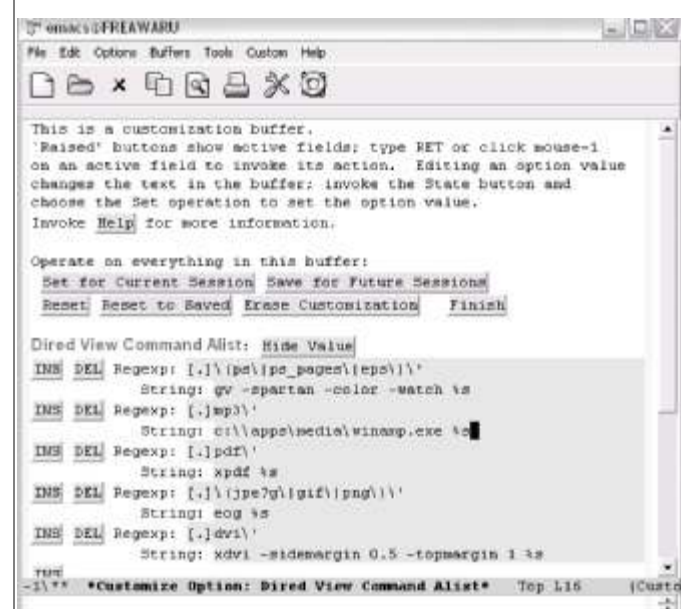 emacs@FREAWARU
File Edit Options Buffers Tools Custom Help
This is a customization buffer.
`Raised' buttons show active fields; type RET or click mouse-1
on an active field to invoke its action. Editing an option value
changes the text in the buffer; invoke the State button and
choose the Set operation to set the option value.
Invoke Help for more information.
Operate on everything in this buffer:
Set for Current Session Save for Future Sessions
Reset Reset to Saved Erase Customization Finish
Dired View Command Alist: Hide Value
INS DEL Regexp: [.]\(ps\|ps_pages\|eps\)\'
String: gv -spartan -color -watch %s
INS DEL Regexp: [.]mp3\'
String: c:\\apps\media\winamp.exe %s
INS DEL Regexp: [.]pdf\'
String: xpdf %s
INS DEL Regexp: [.]\(jpe?g\|gif\|png\)\'
String: eog %s
INS DEL Regexp: [.]dvi\'
String: xdvi -sidemargin 0.5 -topmargin 1 %s
INS
-1\** *Customize Option: Dired View Command Alist* Top L16 (Custo